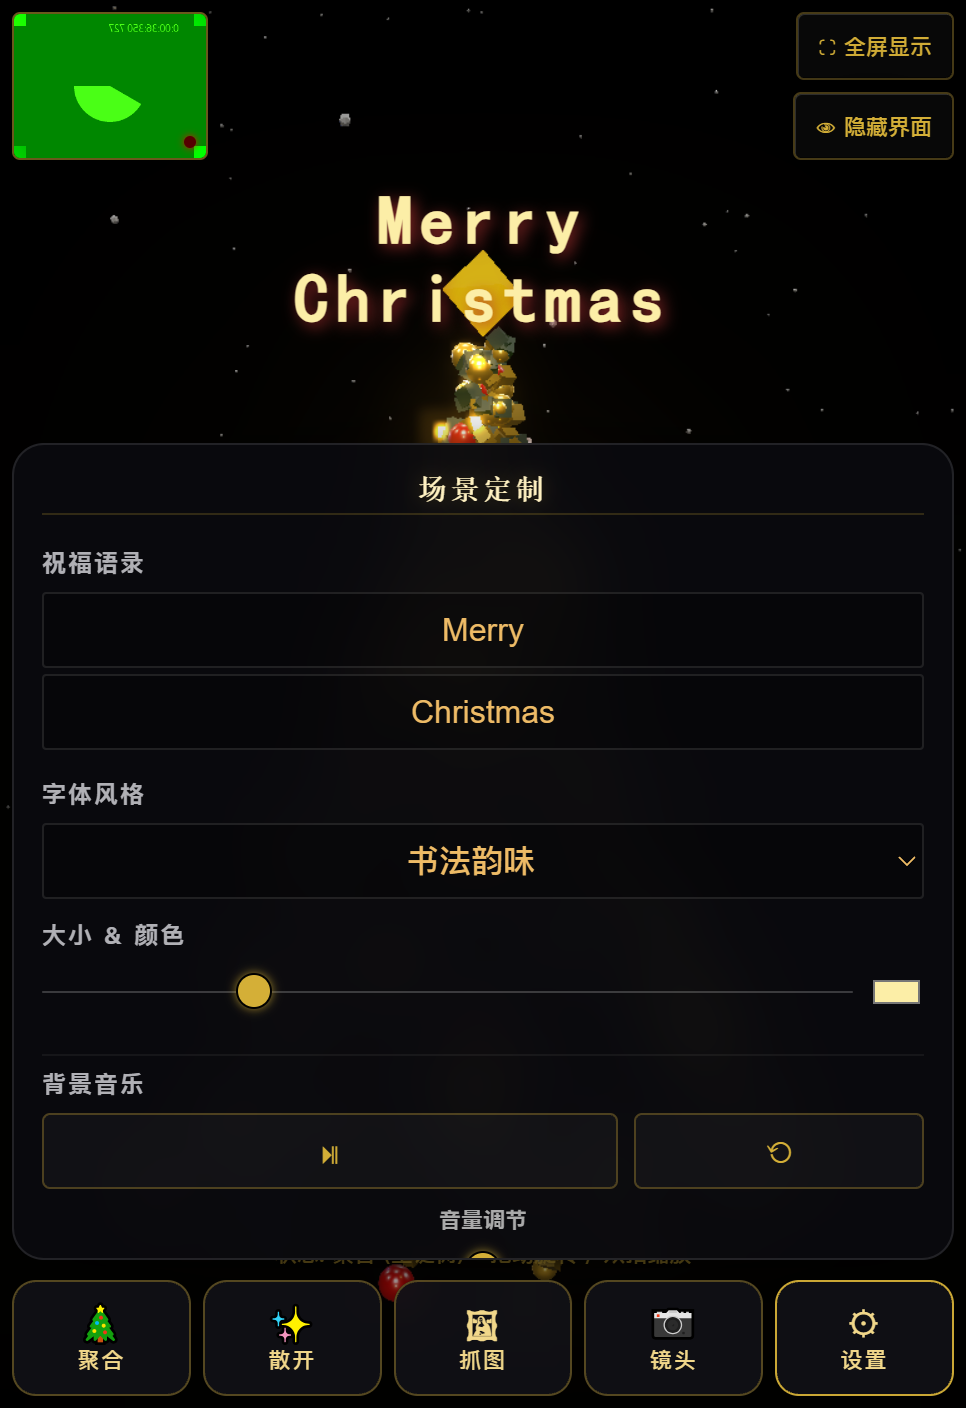 全屏显示
隐藏界面
Merry
Christmas
场景定制
祝福语录
Merry
Christmas
字体风格
书法韵味
大小 & 颜色
背景音乐
音量调节
聚合
散开
抓图
镜头
设置